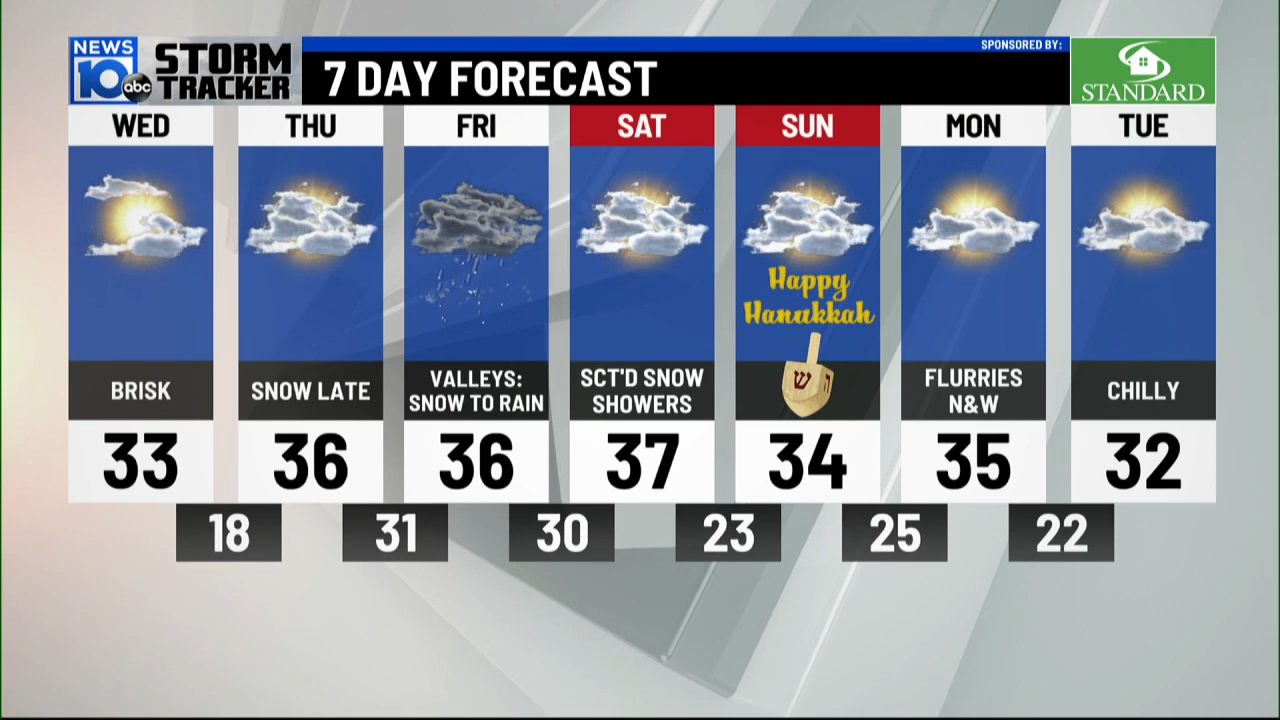 NEWS
10
abc
STORM
TRACKER
SPONSORED BY:
7 DAY FORECAST
STANDARD
WED
THU
FRI
SAT
SUN
MON
TUE
Happy
Hanukkah
ש
ה
BRISK
SNOW LATE
VALLEYS:
SNOW TO RAIN
SCT'D SNOW
SHOWERS
FLURRIES
N&W
CHILLY
33
36
36
37
34
35
32
18
31
30
23
25
22